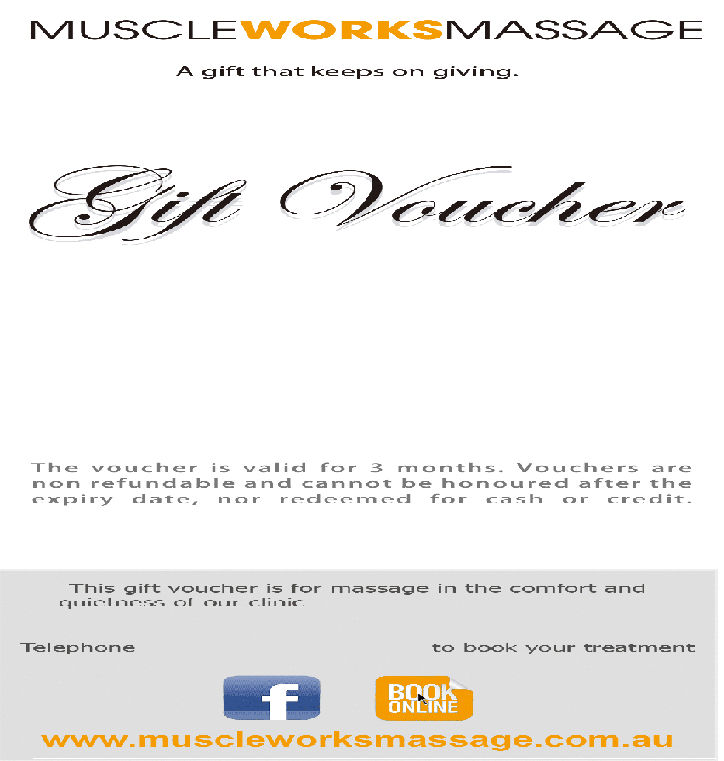 MUSCLEWORKSMASSAGE
A gift that keeps on giving.
Gift Voucher
The voucher is valid for 3 months. Vouchers are
non refundable and cannot be honoured after the
expiry date, nor redeemed for cash or credit.
This gift voucher is for massage in the comfort and
quietness of our clinic
Telephone to book your treatment
f BOOK
ONLINE
www.muscleworksmassage.com.au